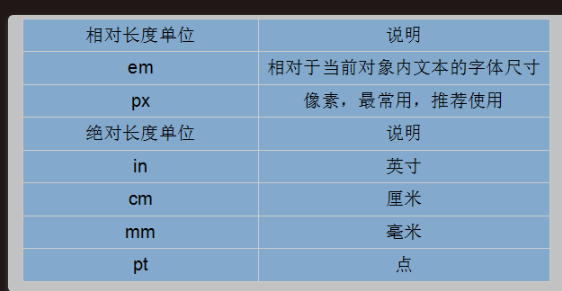 相对长度单位 说明
em 相对于当前对象内文本的字体尺寸
px 像素，最常用，推荐使用
绝对长度单位 说明
in 英寸
cm 厘米
mm 毫米
pt 点